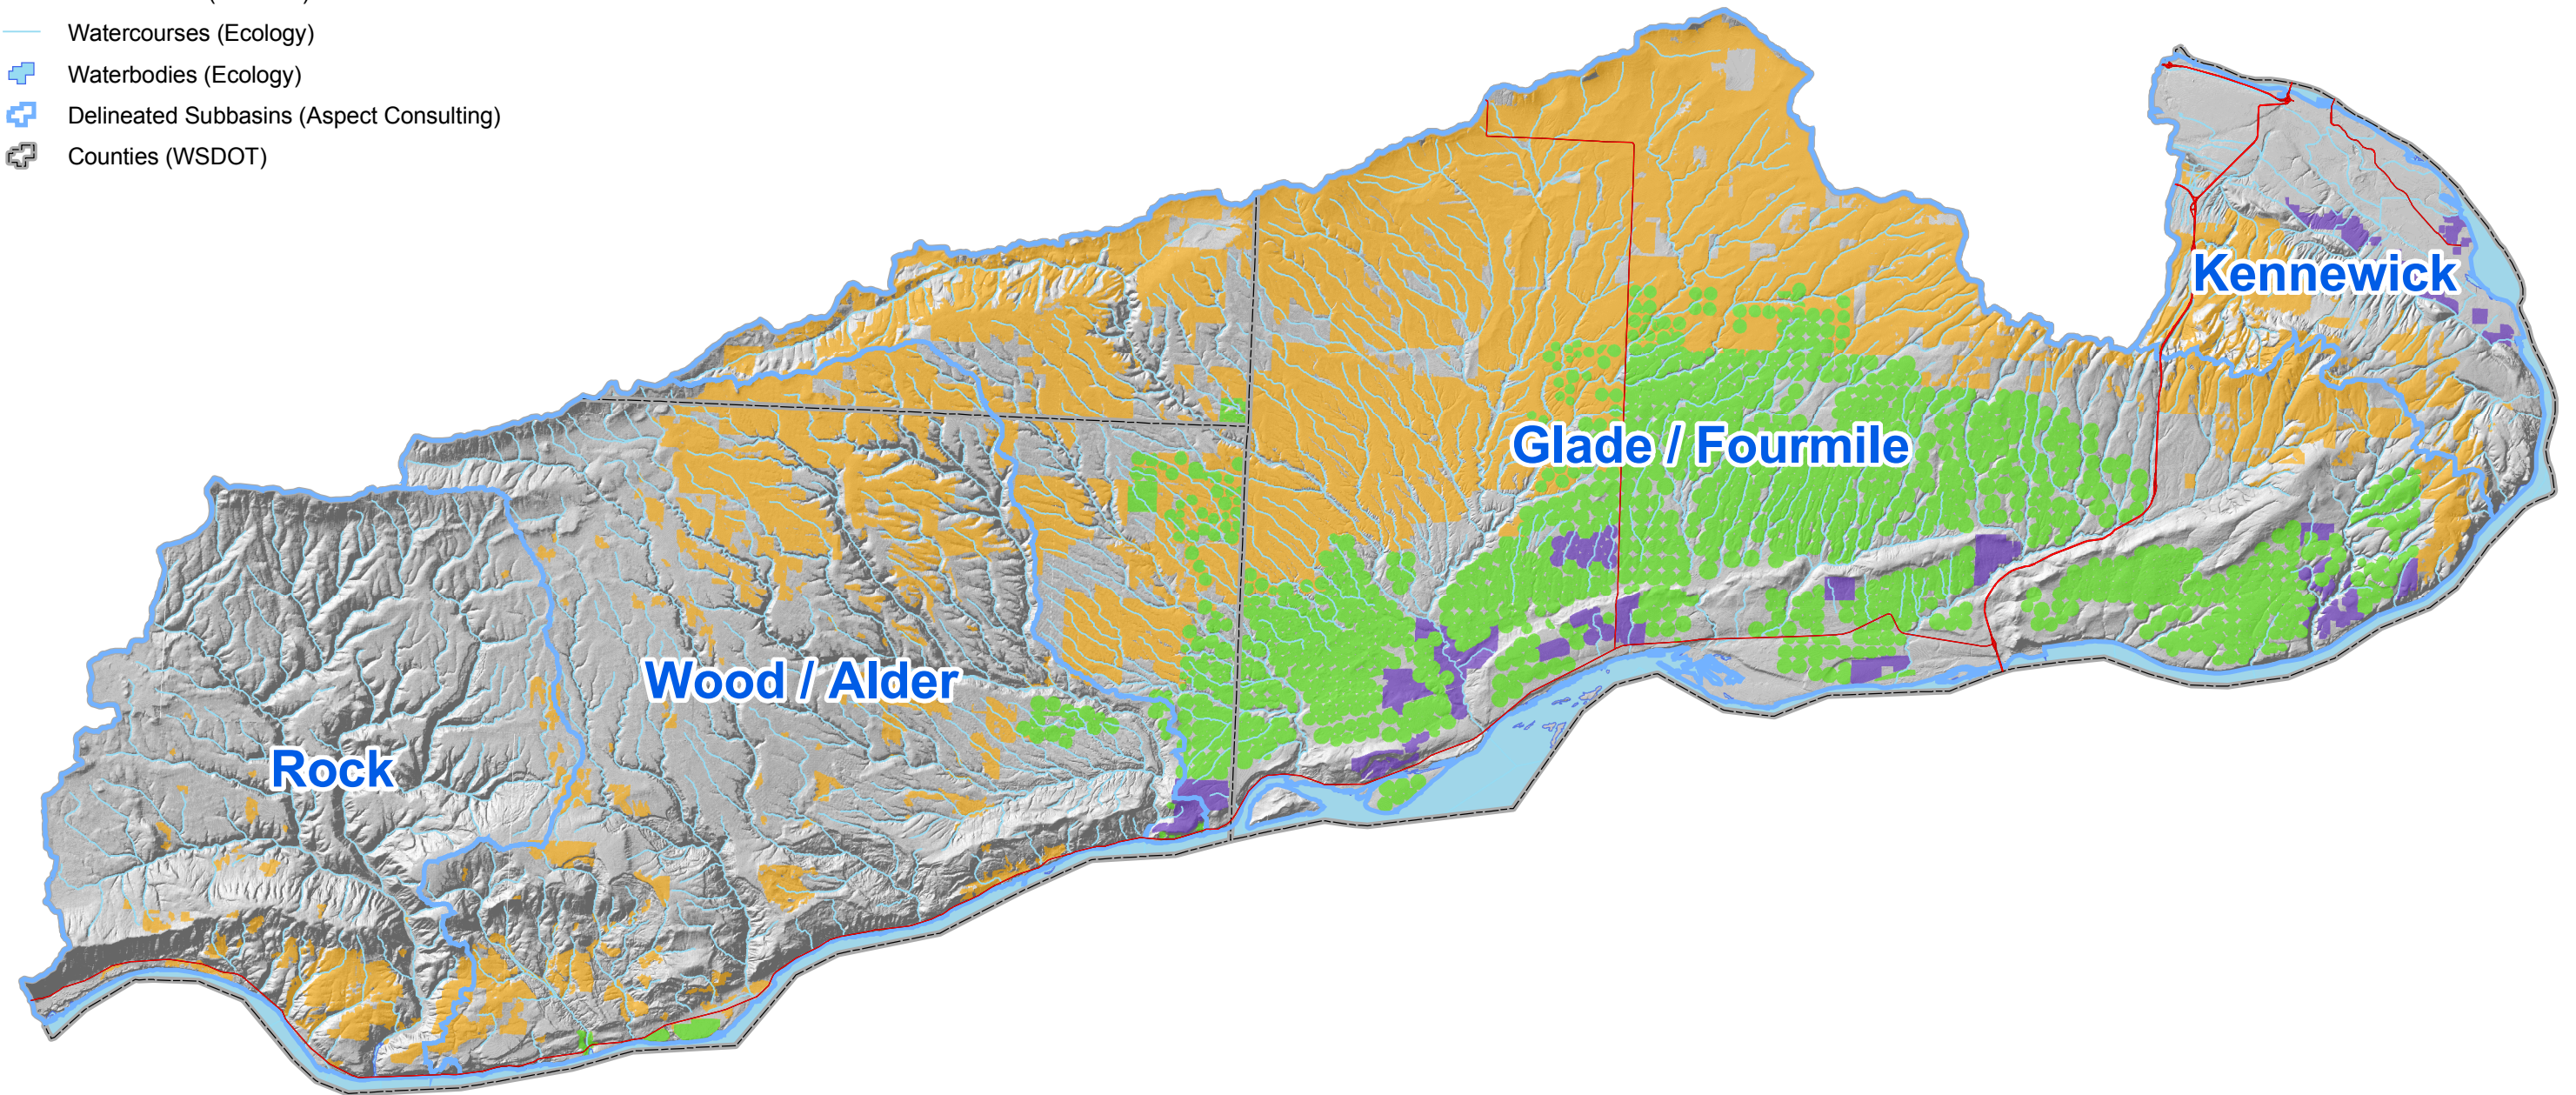 Watercourses (Ecology)
Waterbodies (Ecology)
Delineated Subbasins (Aspect Consulting)
Counties (WSDOT)
Kennewick
Glade / Fourmile
Wood / Alder
Rock